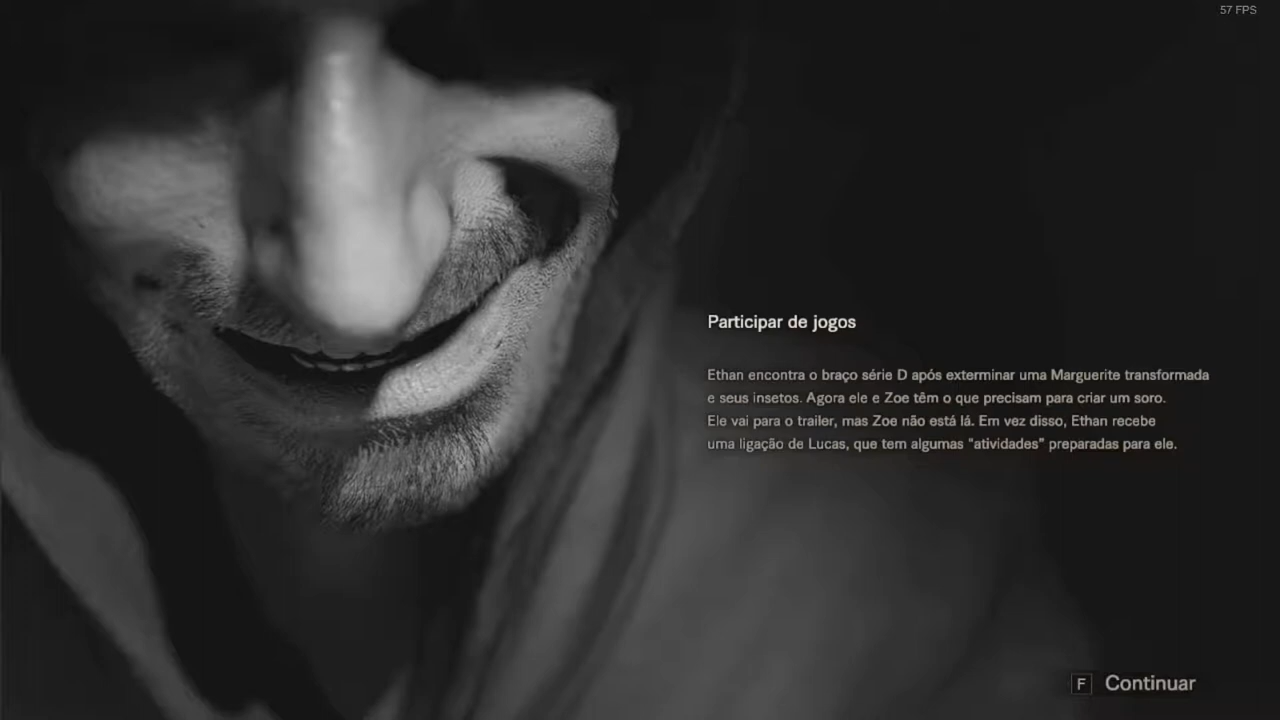 57 FPS
Participar de jogos
Ethan encontra o braço série D após exterminar uma Marguerite transformada
e seus insetos. Agora ele e Zoe têm o que precisam para criar um soro.
Ele vai para o trailer, mas Zoe não está lá. Em vez disso, Ethan recebe
uma ligação de Lucas, que tem algumas "atividades" preparadas para ele.
F Continuar